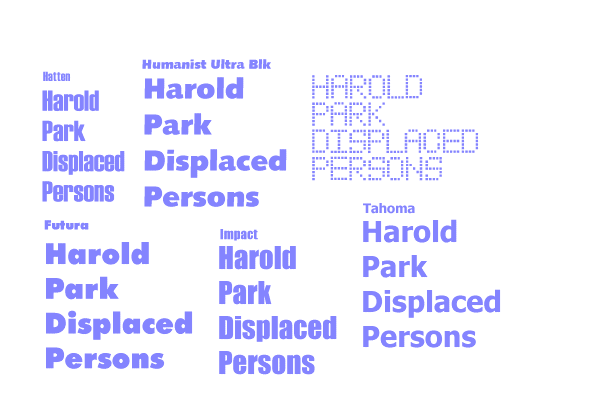 Hatten
Harold
Park
Displaced
Persons
Humanist Ultra Blk
Harold
Park
Displaced
Persons
HAROLD
PARK
DISPLACED
PERSONS
Futura
Harold
Park
Displaced
Persons
Impact
Harold
Park
Displaced
Persons
Tahoma
Harold
Park
Displaced
Persons